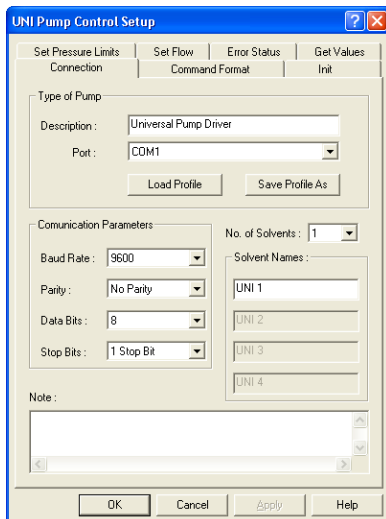 UNI Pump Control Setup
Set Pressure Limits Set Flow Error Status Get Values
Connection Command Format Init
Type of Pump
Description : Universal Pump Driver
Port : COM1
Load Profile Save Profile As
Comunication Parameters
No. of Solvents : 1
Baud Rate : 9600
Solvent Names :
Parity : No Parity
UNI 1
Data Bits : 8
UNI 2
Stop Bits : 1 Stop Bit
UNI 3
UNI 4
Note :
OK Cancel Apply Help